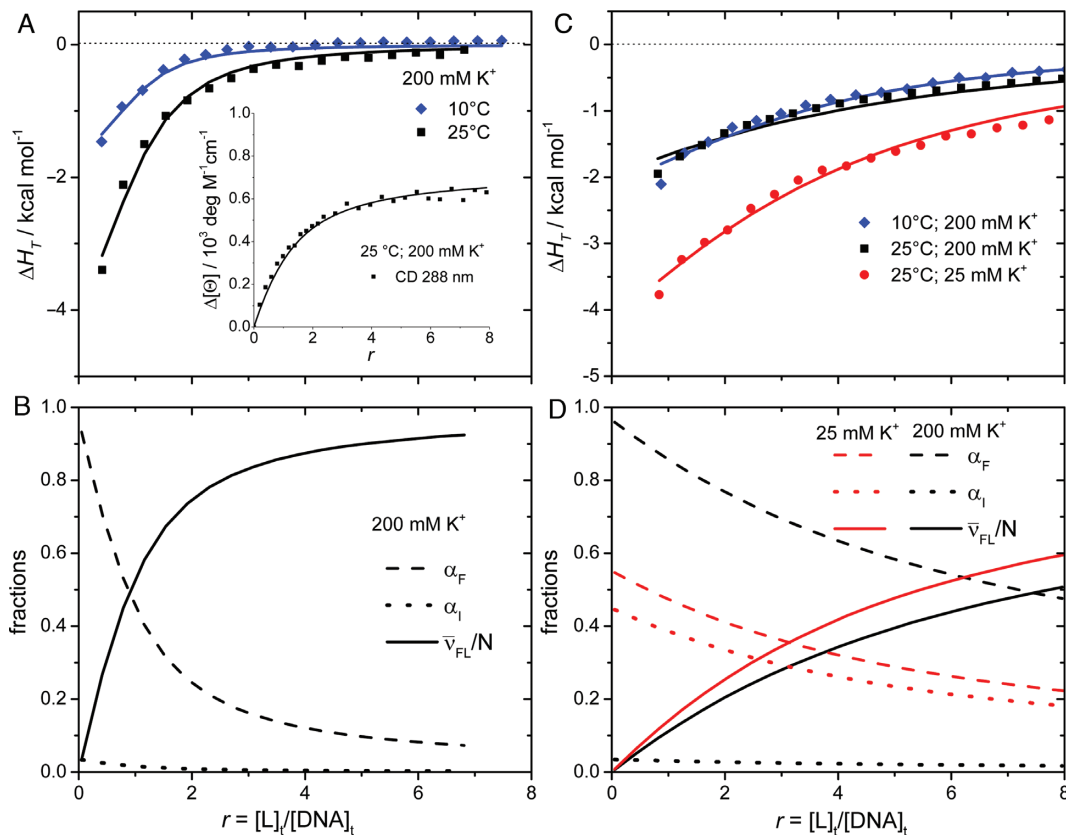 A
0
-1
-2
-3
-4
ΔH_T / kcal mol⁻¹
200 mM K⁺
10°C
25°C
1.0
0.8
0.6
0.4
0.2
0.0
Δ[Θ] / 10³ deg M⁻¹cm⁻¹
25 °C; 200 mM K⁺
CD 288 nm
0 2 4 6 8
r
B
1.0
0.8
0.6
0.4
0.2
0.0
fractions
200 mM K⁺
α_F
α_I
ν̅_FL/N
0 2 4 6 8
r = [L]_t/[DNA]_t
C
0
-1
-2
-3
-4
-5
ΔH_T / kcal mol⁻¹
10°C; 200 mM K⁺
25°C; 200 mM K⁺
25°C; 25 mM K⁺
D
1.0
0.8
0.6
0.4
0.2
0.0
fractions
25 mM K⁺ 200 mM K⁺
α_F
α_I
ν̅_FL/N
0 2 4 6 8
r = [L]_t/[DNA]_t